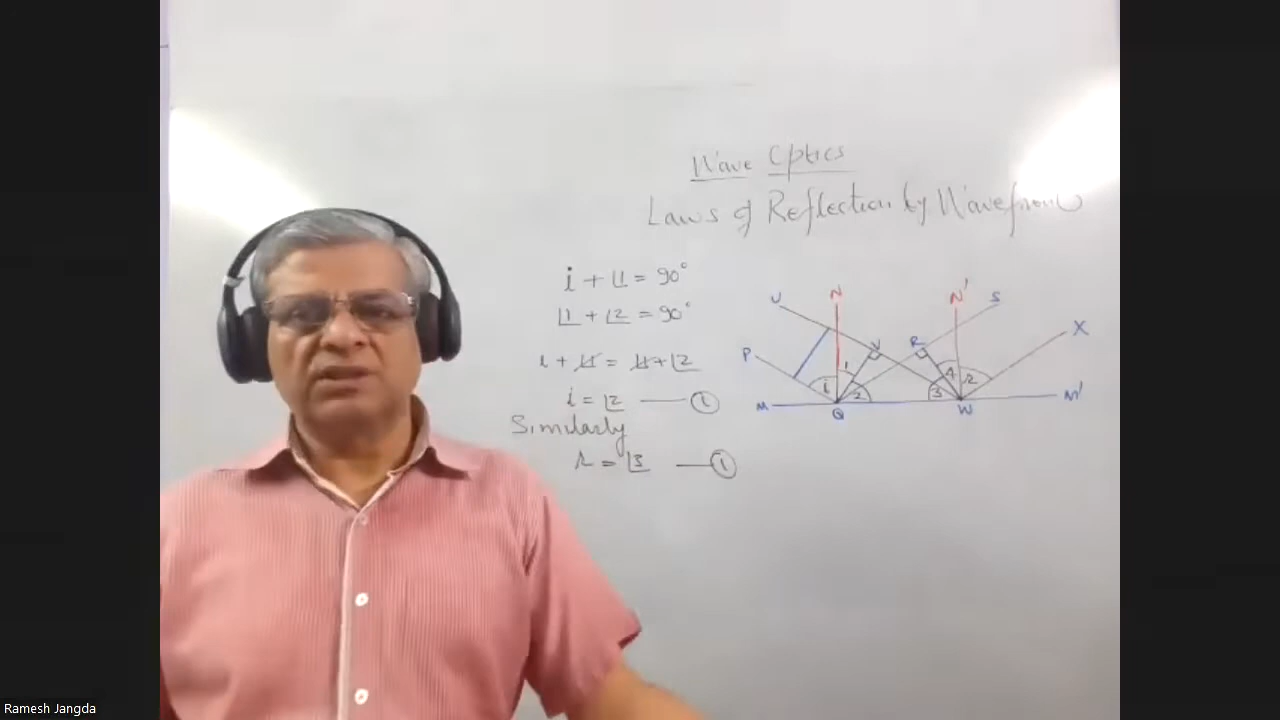 Wave Optics
Laws of Reflection by Wavefront
i + ∠1 = 90°
∠1 + ∠2 = 90°
i + ∠1 = ∠1 + ∠2
i = ∠2 —— ①
Similarly
r = ∠3 —— ①
U N N' S
P V R X
i 1 2 3 4 r
M Q W M'
Ramesh Jangda